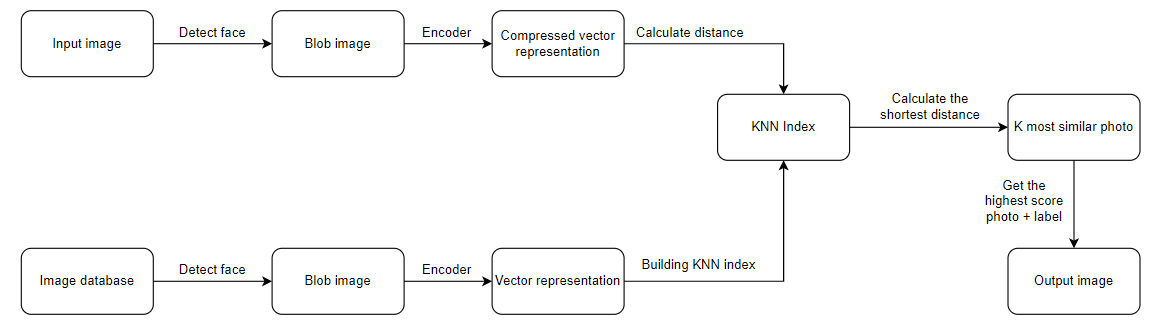 Input image
Detect face
Blob image
Encoder
Compressed vector
representation
Calculate distance
KNN Index
Calculate the
shortest distance
K most similar photo
Get the
highest score
photo + label
Output image
Image database
Detect face
Blob image
Encoder
Vector representation
Building KNN index